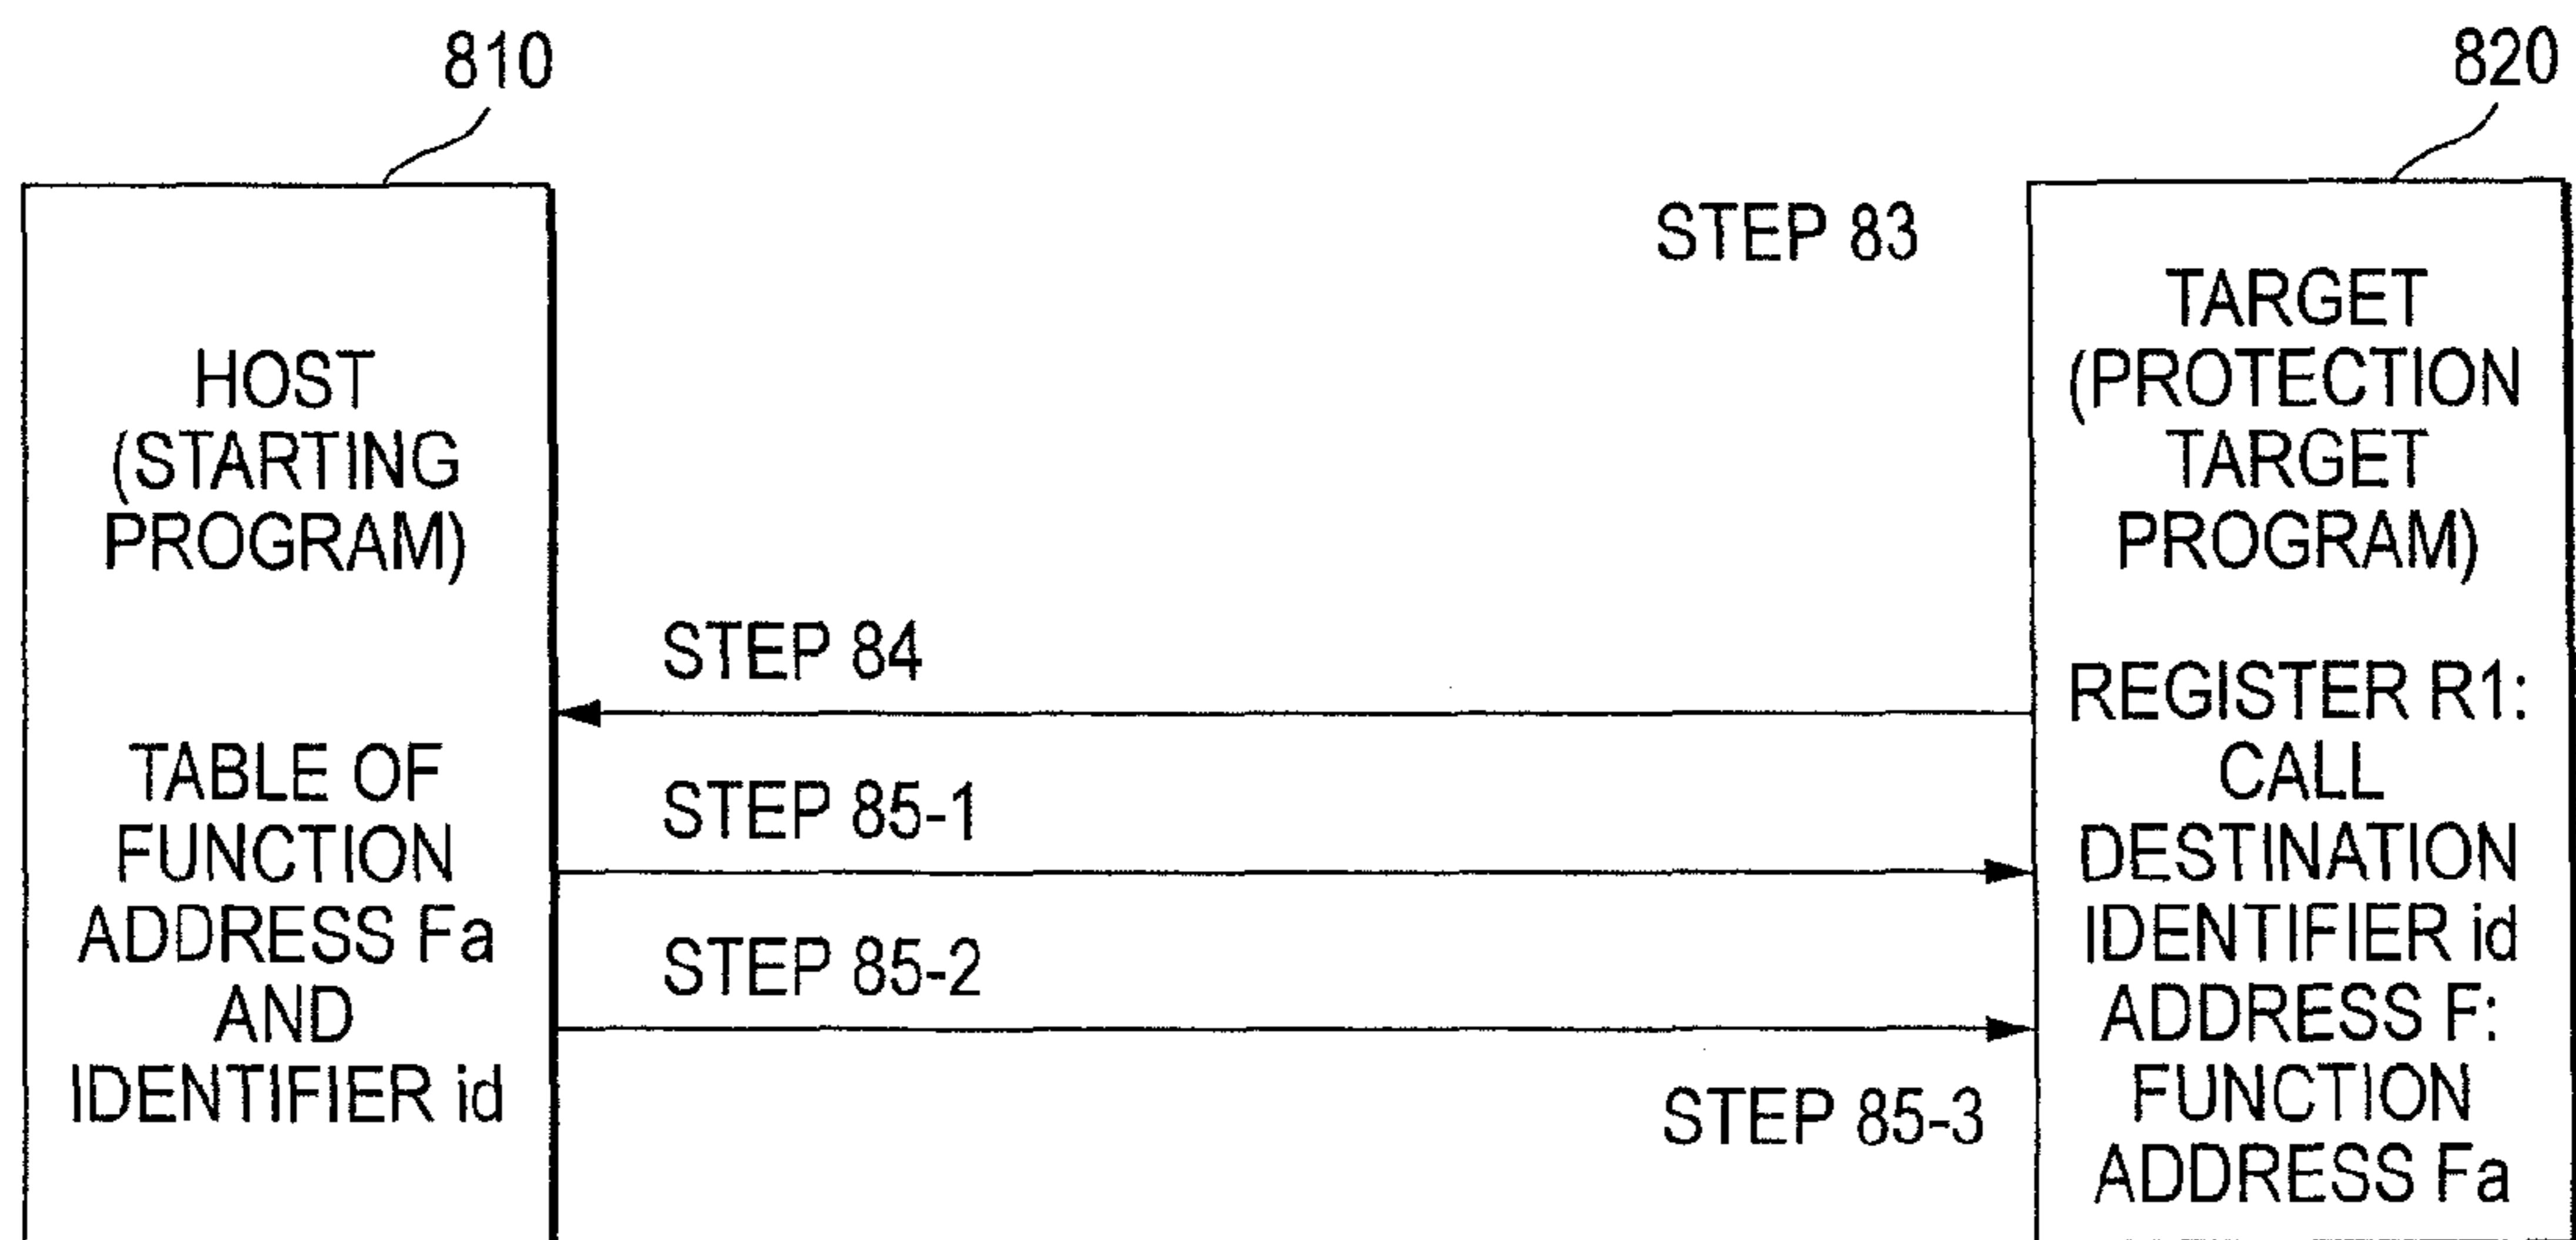 810
820
HOST
(STARTING
PROGRAM)
TABLE OF
FUNCTION
ADDRESS Fa
AND
IDENTIFIER id
STEP 83
STEP 84
STEP 85-1
STEP 85-2
STEP 85-3
TARGET
(PROTECTION
TARGET
PROGRAM)
REGISTER R1:
CALL
DESTINATION
IDENTIFIER id
ADDRESS F:
FUNCTION
ADDRESS Fa